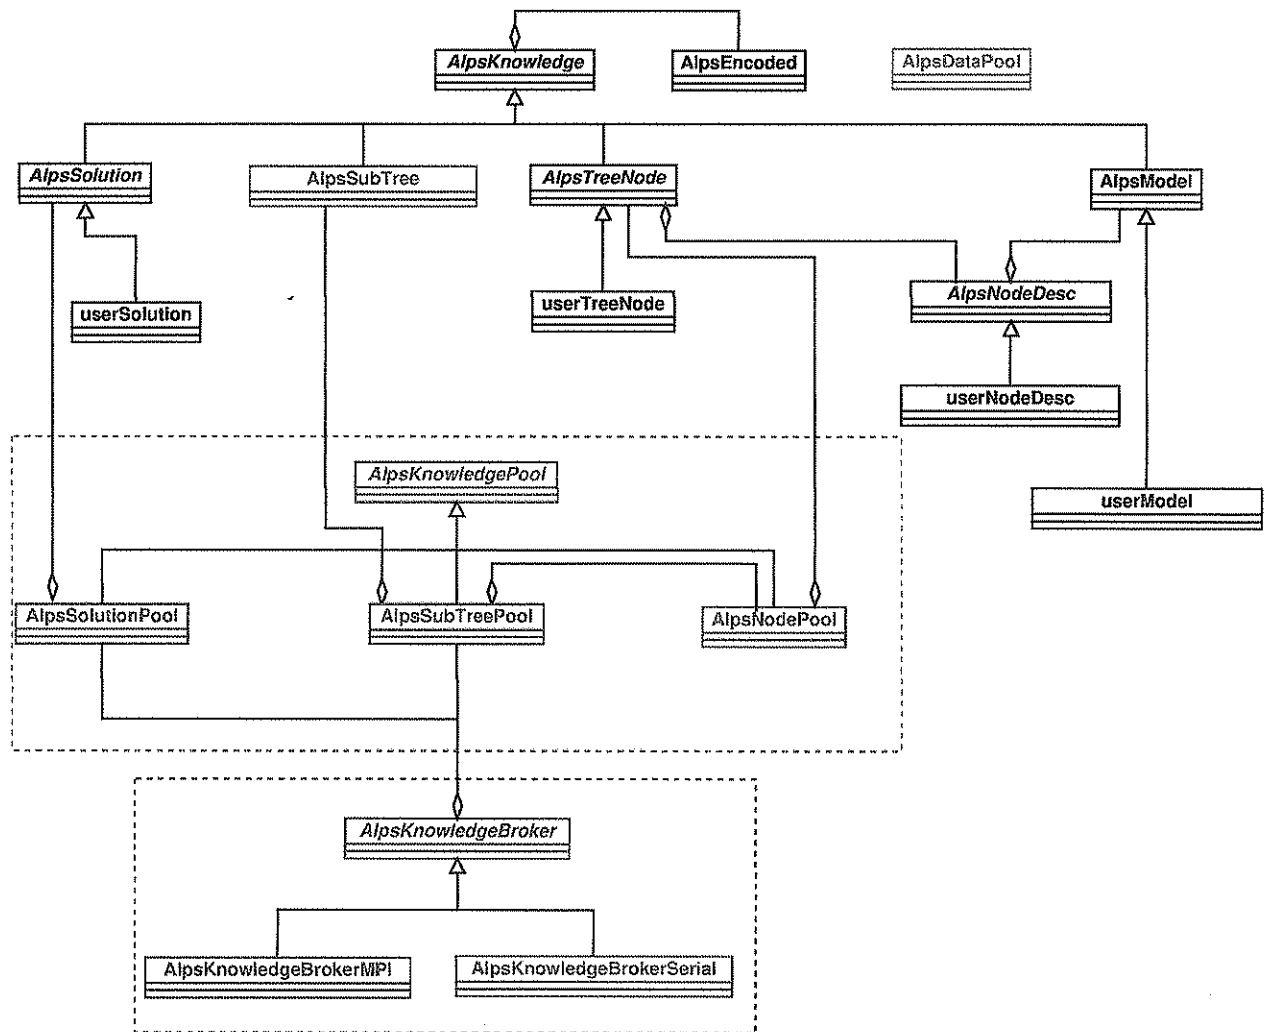 AlpsKnowledge
AlpsEncoded
AlpsDataPool
AlpsSolution
AlpsSubTree
AlpsTreeNode
AlpsModel
AlpsNodeDesc
userSolution
userTreeNode
userNodeDesc
AlpsKnowledgePool
userModel
AlpsSolutionPool
AlpsSubTreePool
AlpsNodePool
AlpsKnowledgeBroker
AlpsKnowledgeBrokerMPI
AlpsKnowledgeBrokerSerial